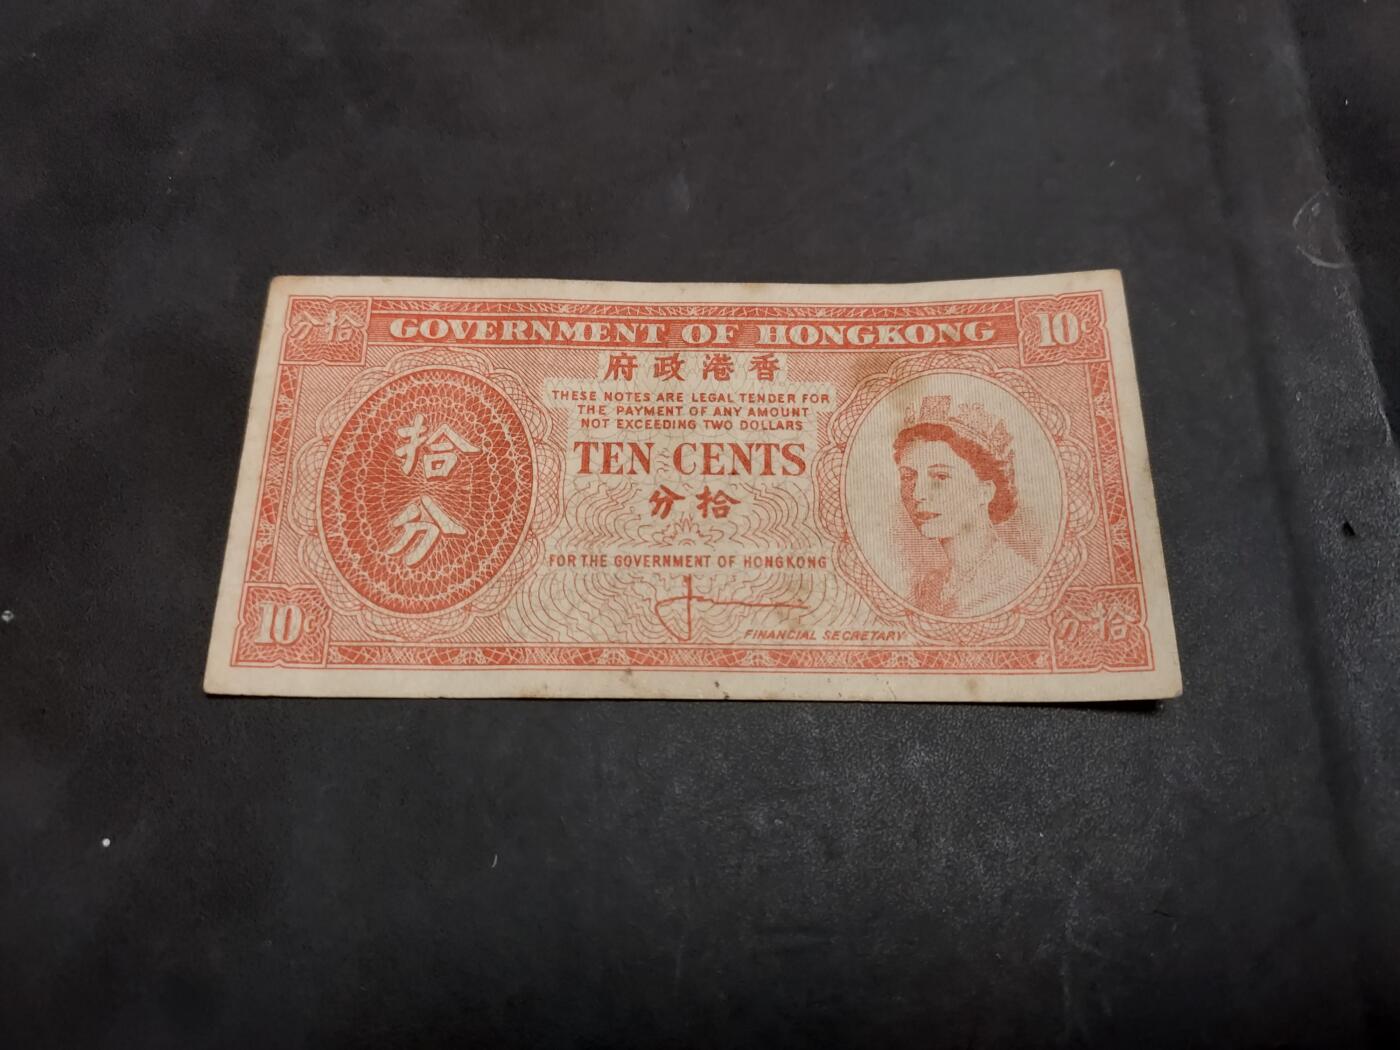 分拾
GOVERNMENT OF HONGKONG
10c
府政港香
THESE NOTES ARE LEGAL TENDER FOR
THE PAYMENT OF ANY AMOUNT
NOT EXCEEDING TWO DOLLARS
拾
分
TEN CENTS
分拾
FOR THE GOVERNMENT OF HONGKONG
10c
FINANCIAL SECRETARY
分拾